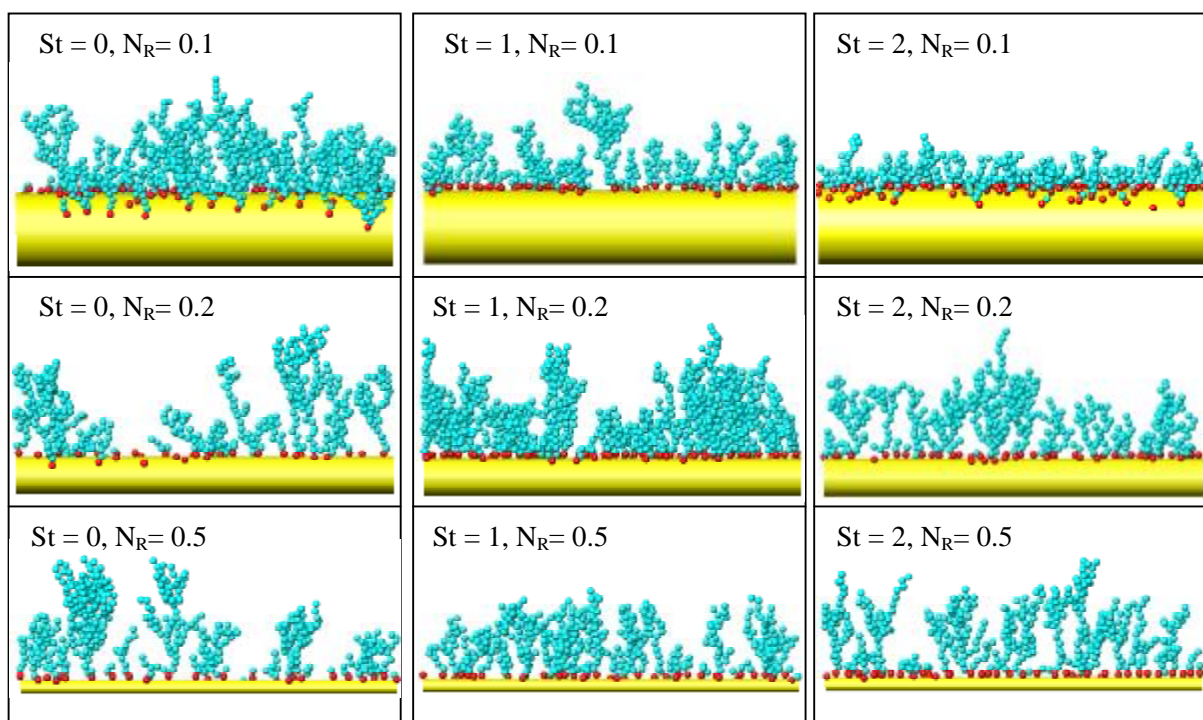 St = 0, N_R= 0.1
St = 1, N_R= 0.1
St = 2, N_R= 0.1
St = 0, N_R= 0.2
St = 1, N_R= 0.2
St = 2, N_R= 0.2
St = 0, N_R= 0.5
St = 1, N_R= 0.5
St = 2, N_R= 0.5